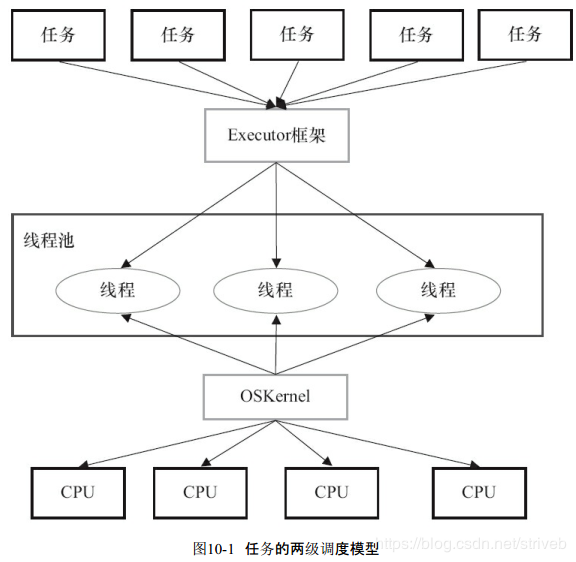 任务 任务 任务 任务 任务
Executor框架
线程池
线程 线程 线程
OSKernel
CPU CPU CPU CPU
图10-1 任务的两级调度模型
https://blog.csdn.net/striveb